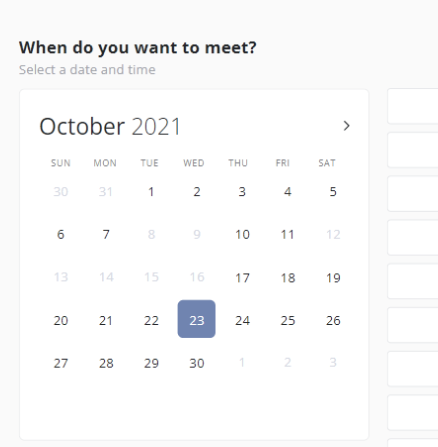 When do you want to meet?
Select a date and time
October 2021
SUN MON TUE WED THU FRI SAT
30 31 1 2 3 4 5
6 7 8 9 10 11 12
13 14 15 16 17 18 19
20 21 22 23 24 25 26
27 28 29 30 1 2 3